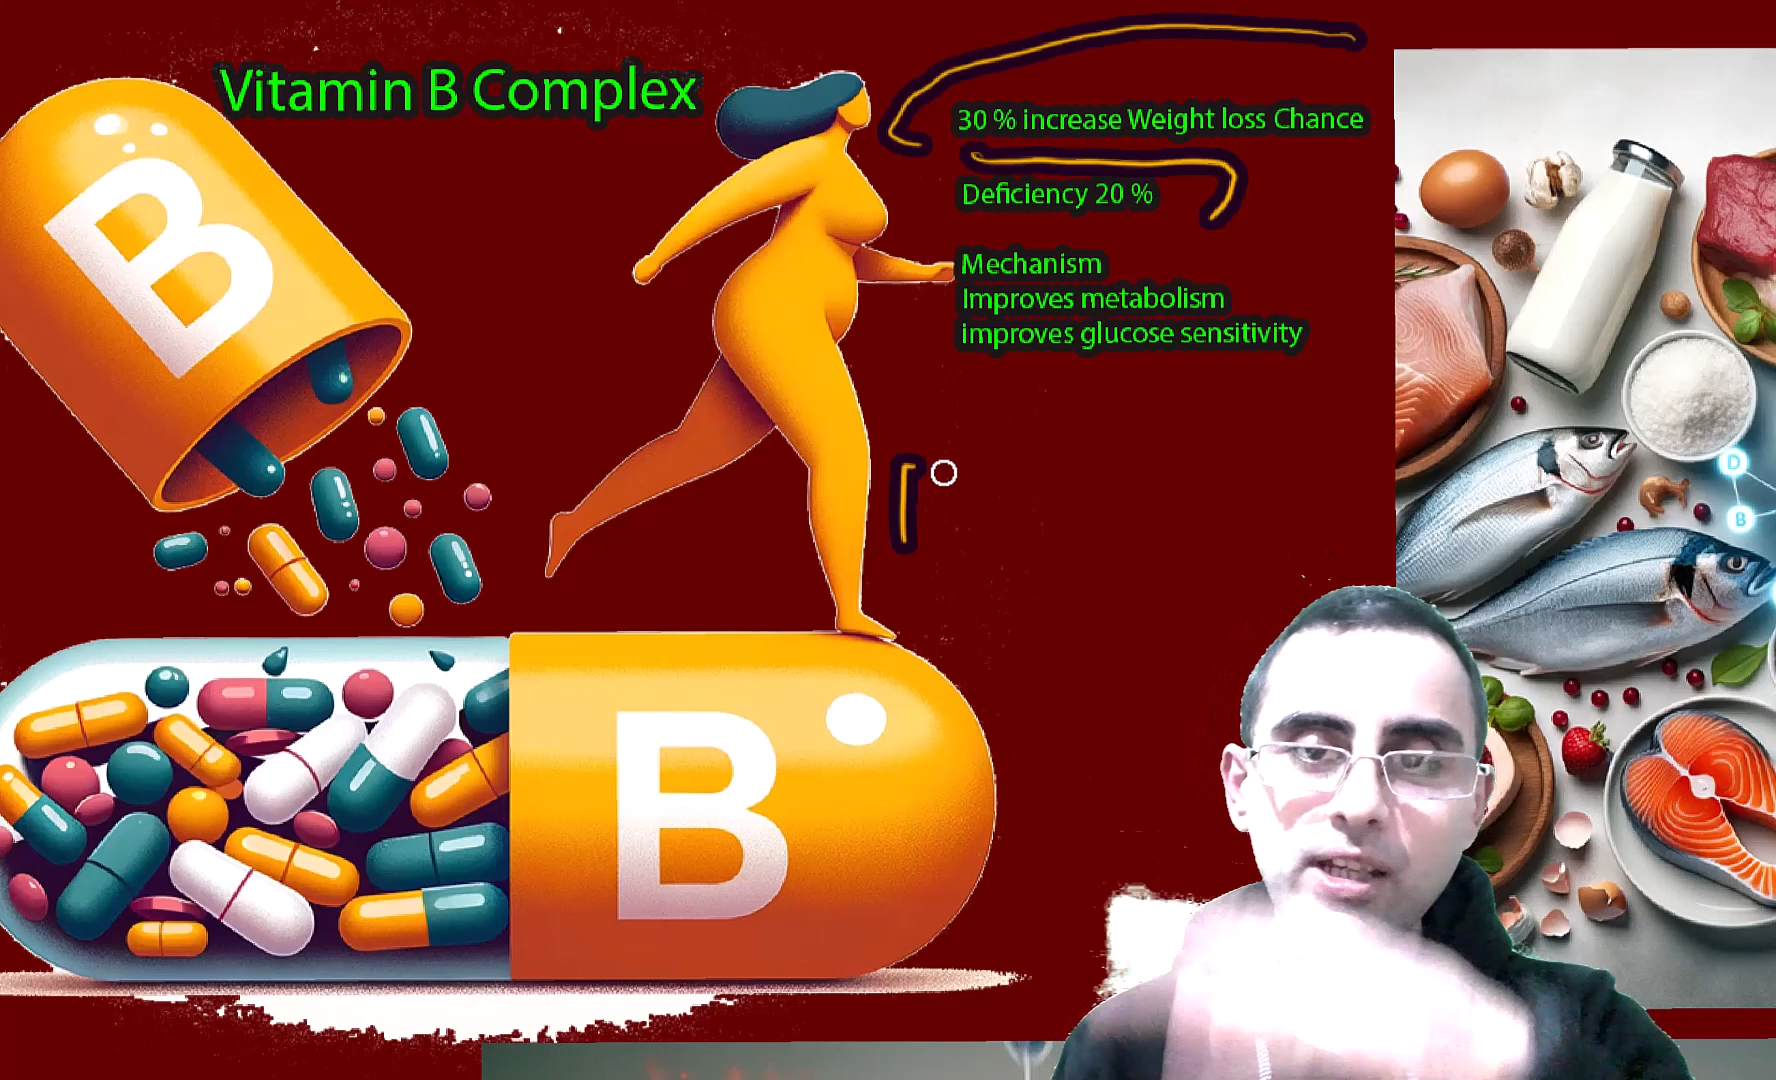 Vitamin B Complex
30 % increase Weight loss Chance
Deficiency 20 %
Mechanism
Improves metabolism
improves glucose sensitivity
B
B
D
B